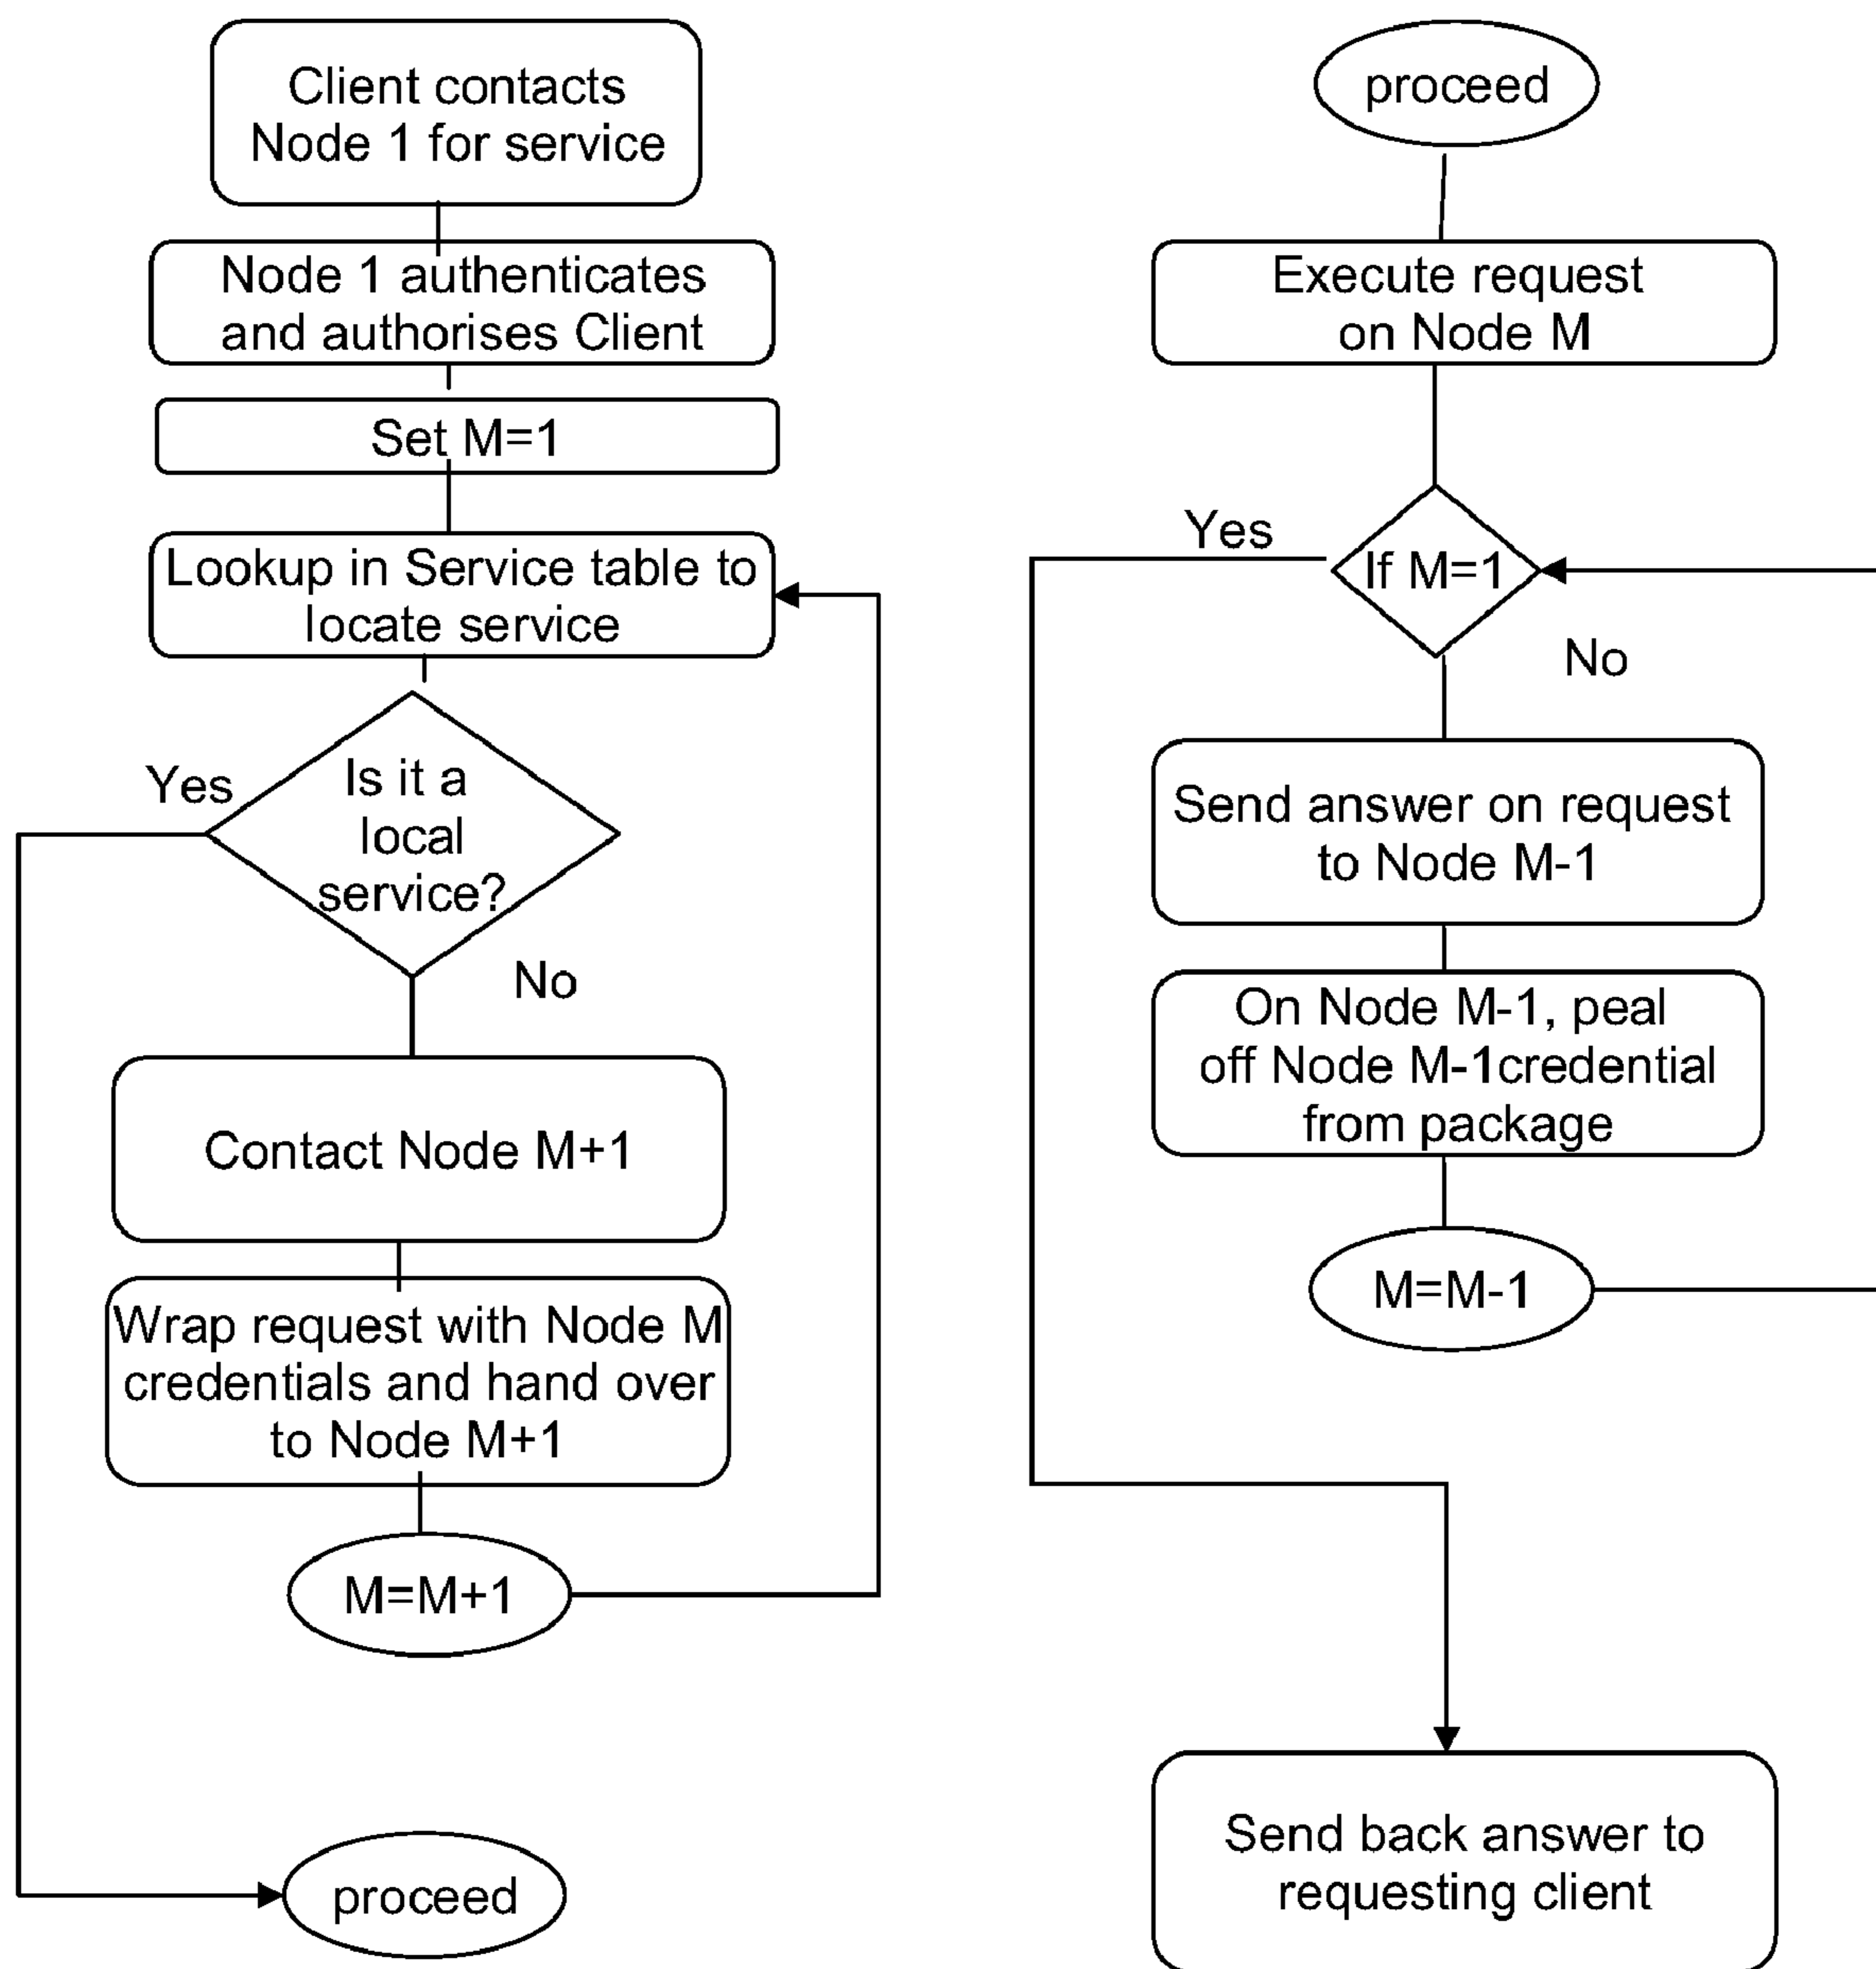 Client contacts
Node 1 for service
Node 1 authenticates
and authorises Client
Set M=1
Lookup in Service table to
locate service
Is it a
local
service?
Yes
No
Contact Node M+1
Wrap request with Node M
credentials and hand over
to Node M+1
M=M+1
proceed
proceed
Execute request
on Node M
Yes
If M=1
No
Send answer on request
to Node M-1
On Node M-1, peal
off Node M-1credential
from package
M=M-1
Send back answer to
requesting client